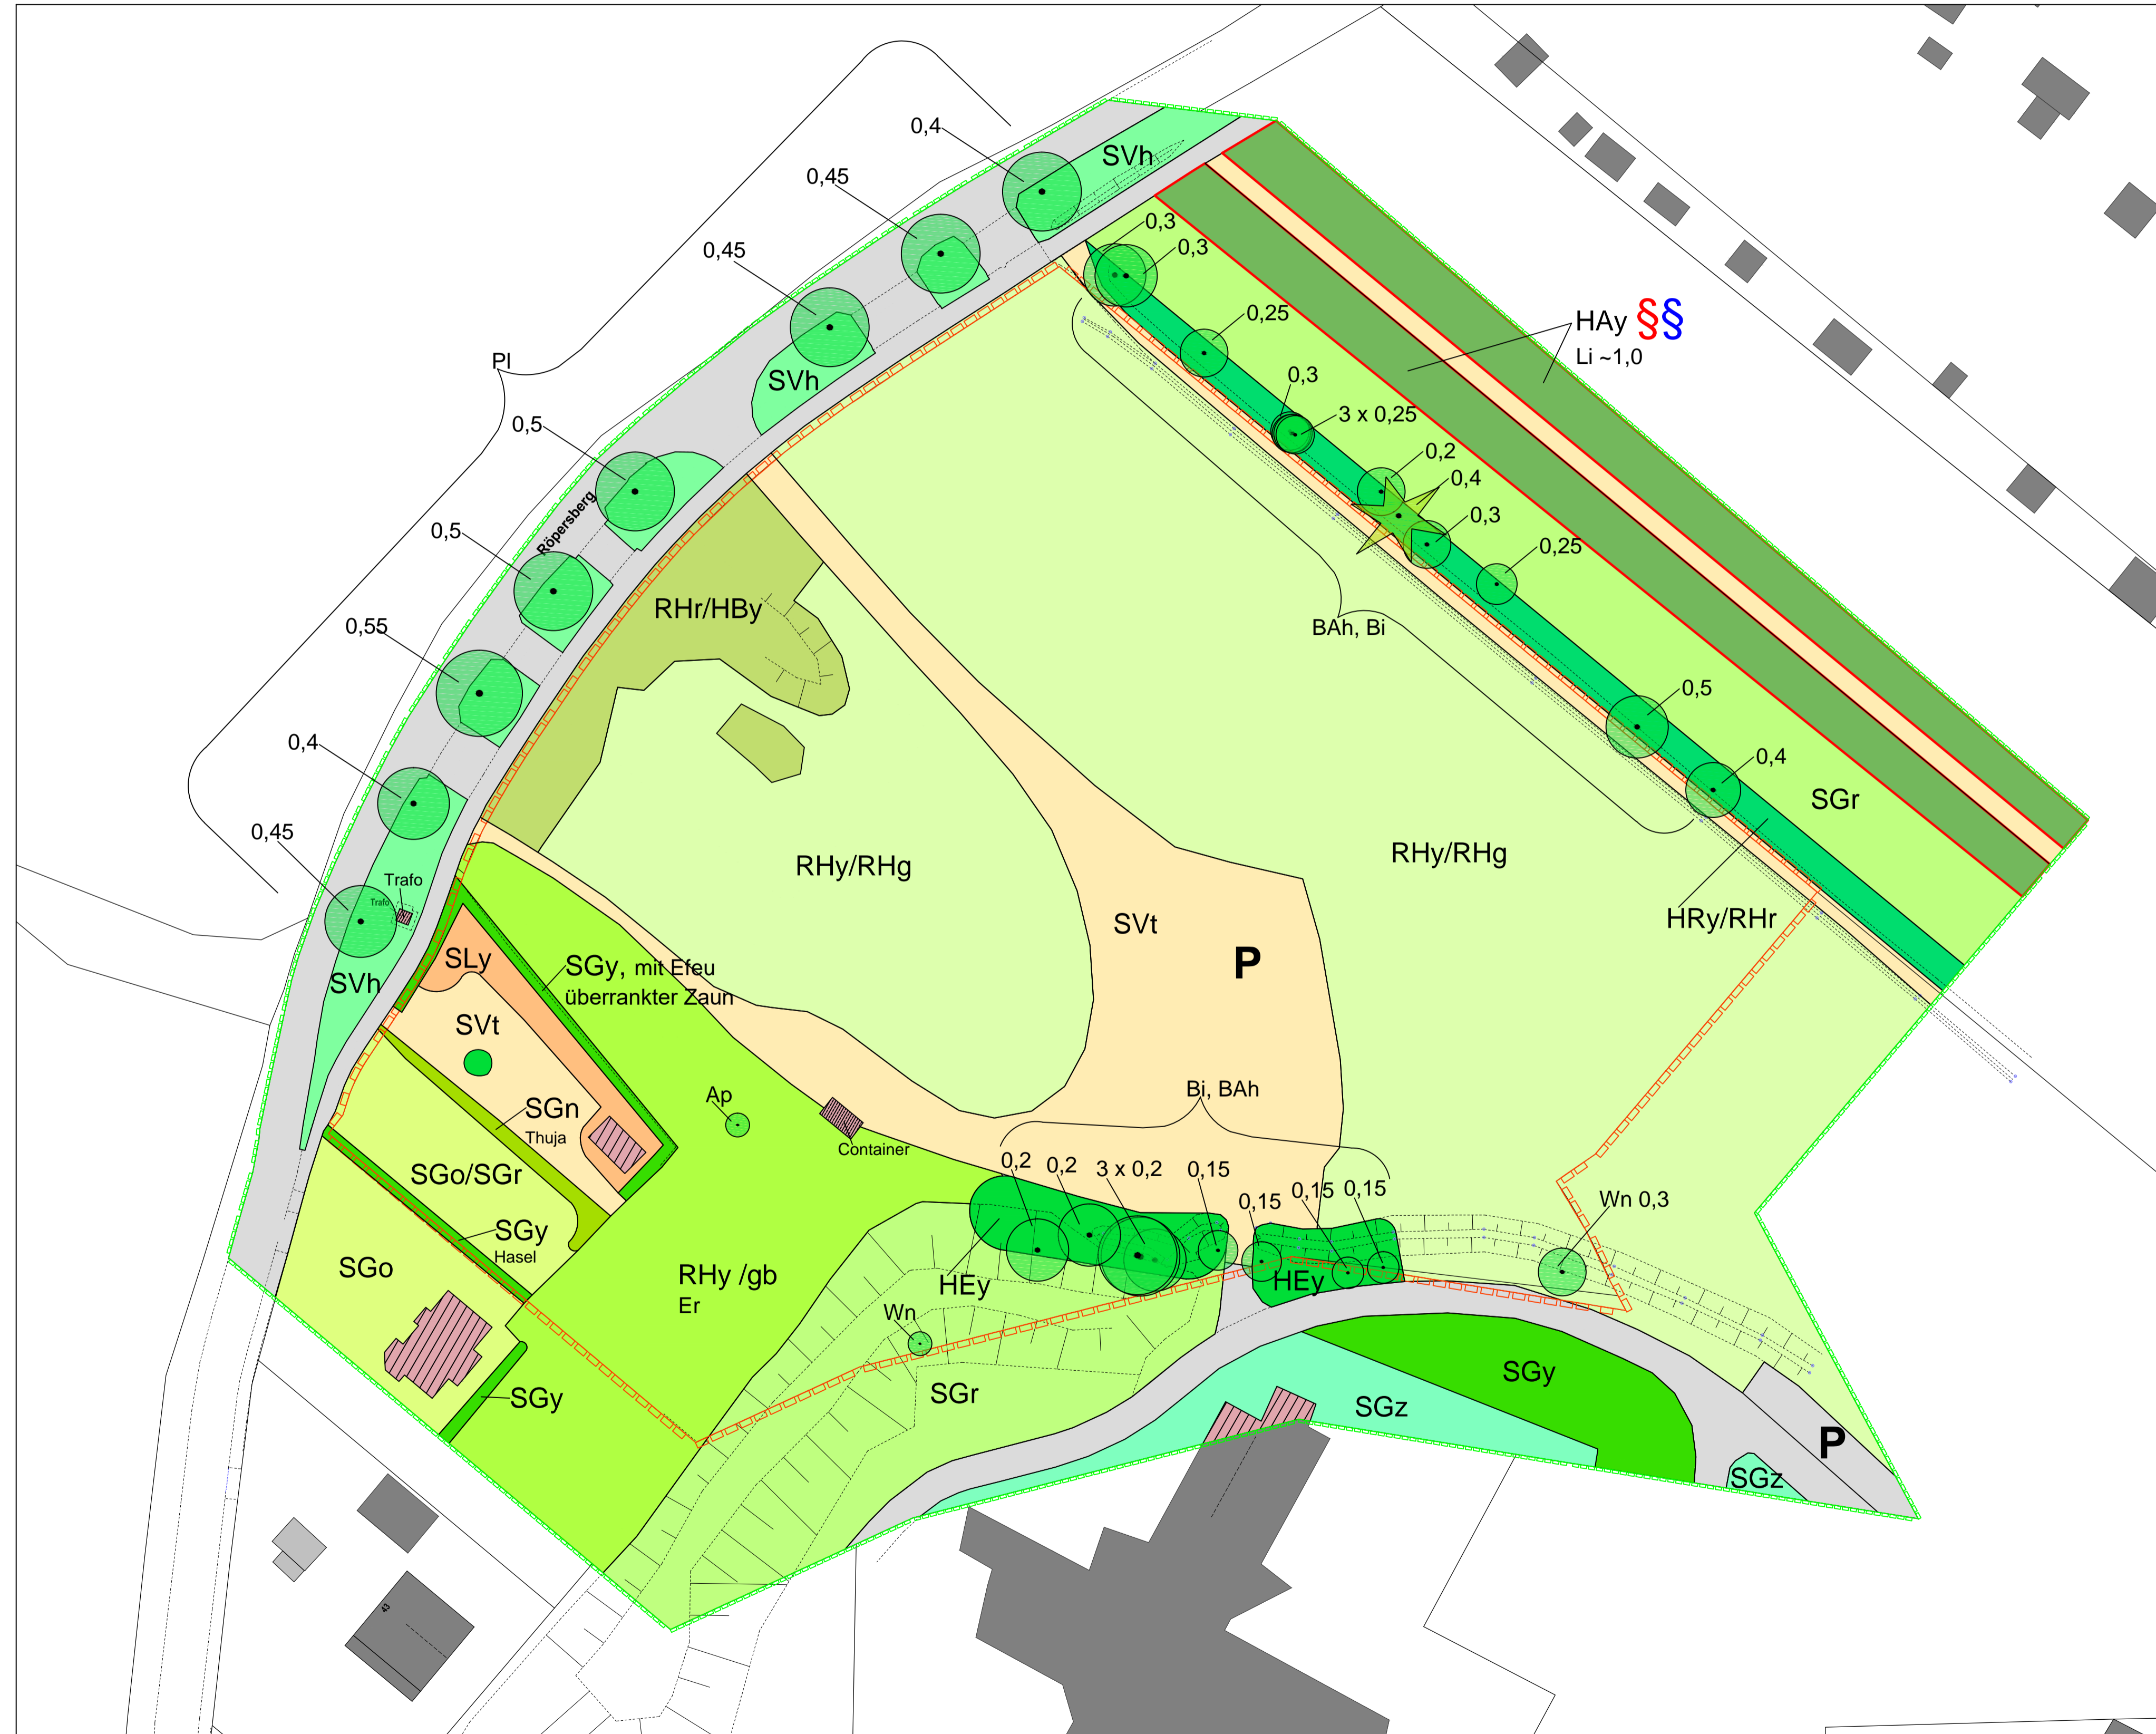 0,4
SVh
0,45
0,3
0,3
0,45
0,25
HAy §§
Li ~1,0
Pl
SVh
0,3
3 x 0,25
0,5
0,2
0,4
0,3
Röpersberg
0,5
0,25
RHr/HBy
0,55
BAh, Bi
0,5
0,4
0,4
SGr
0,45
RHy/RHg
RHy/RHg
Trafo
Trafo
HRy/RHr
SVt
P
SLy
SGy, mit Efeu
überrankter Zaun
SVh
SVt
Ap
Bi, BAh
SGn
Thuja
Container
SGo/SGr
0,2
0,2
3 x 0,2
0,15
0,15
0,15
0,15
Wn 0,3
SGy
Hasel
SGo
RHy /gb
Er
HEy
HEy
Wn
SGr
SGy
SGy
SGz
P
SGz
43